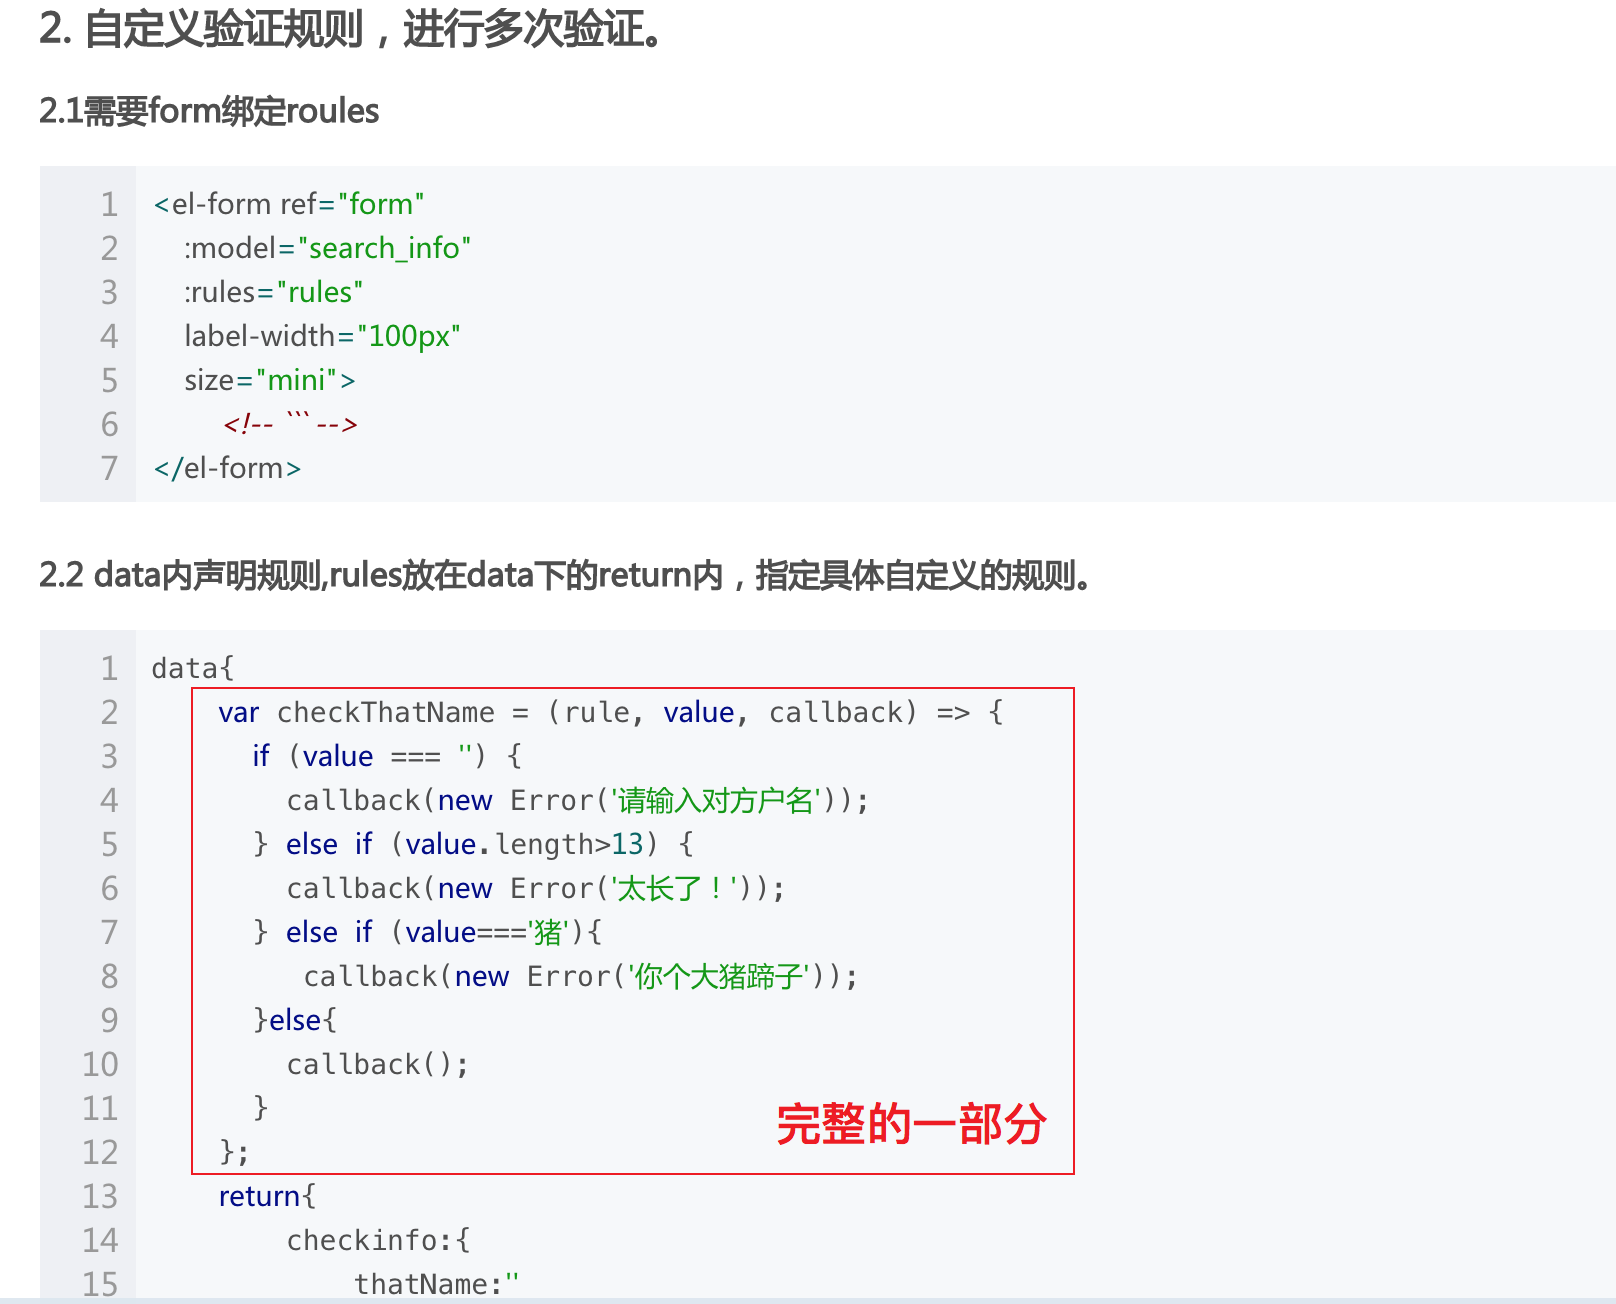 2. 自定义验证规则，进行多次验证。
2.1需要form绑定roules
1 <el-form ref="form"
2 :model="search_info"
3 :rules="rules"
4 label-width="100px"
5 size="mini">
6 <!-- ``` -->
7 </el-form>
2.2 data内声明规则,rules放在data下的return内，指定具体自定义的规则。
1 data{
2 var checkThatName = (rule, value, callback) => {
3 if (value === '') {
4 callback(new Error('请输入对方户名'));
5 } else if (value.length>13) {
6 callback(new Error('太长了！'));
7 } else if (value==='猪'){
8 callback(new Error('你个大猪蹄子'));
9 }else{
10 callback();
11 }
完整的一部分
12 };
13 return{
14 checkinfo:{
15 thatName:''